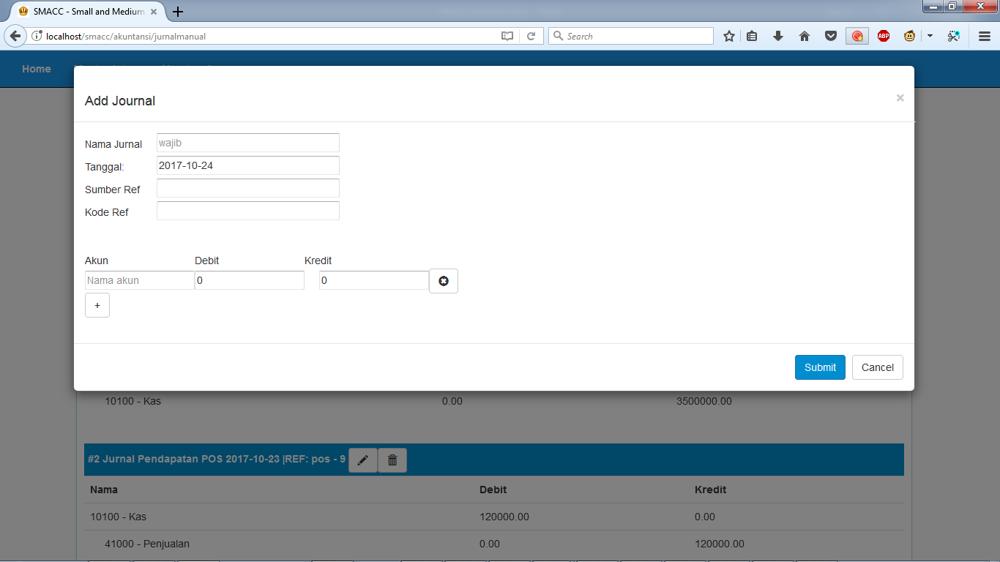 SMACC - Small and Medium
localhost/smacc/akuntansi/jurnalmanual
Search
ABP
Home
Add Journal
×
Nama Jurnal wajib
Tanggal: 2017-10-24
Sumber Ref
Kode Ref
Akun Debit Kredit
Nama akun 0 0
+
Submit Cancel
10100 - Kas 0.00 3500000.00
#2 Jurnal Pendapatan POS 2017-10-23 |REF: pos - 9
Nama Debit Kredit
10100 - Kas 120000.00 0.00
41000 - Penjualan 0.00 120000.00